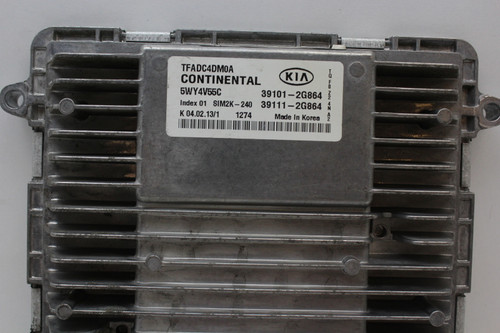 TFADC4DM0A
CONTINENTAL KIA
5WY4V55C 39101-2G864
Index 01 SIM2K-240 39111-2G864
K 04.02.13/1 1274 Made in Korea